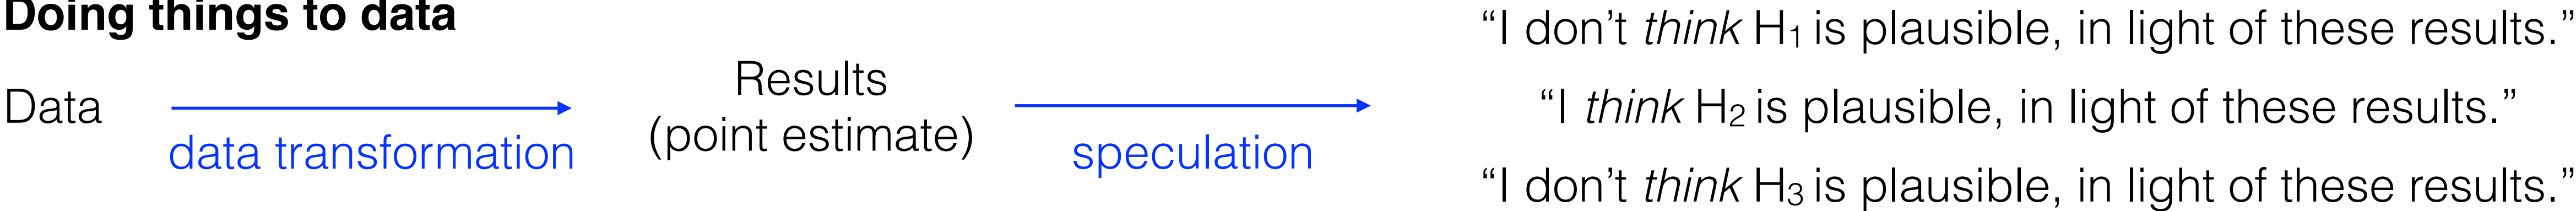 Doing things to data
Data
data transformation
Results
(point estimate)
speculation
“I don’t think H₁ is plausible, in light of these results.”
“I think H₂ is plausible, in light of these results.”
“I don’t think H₃ is plausible, in light of these results.”